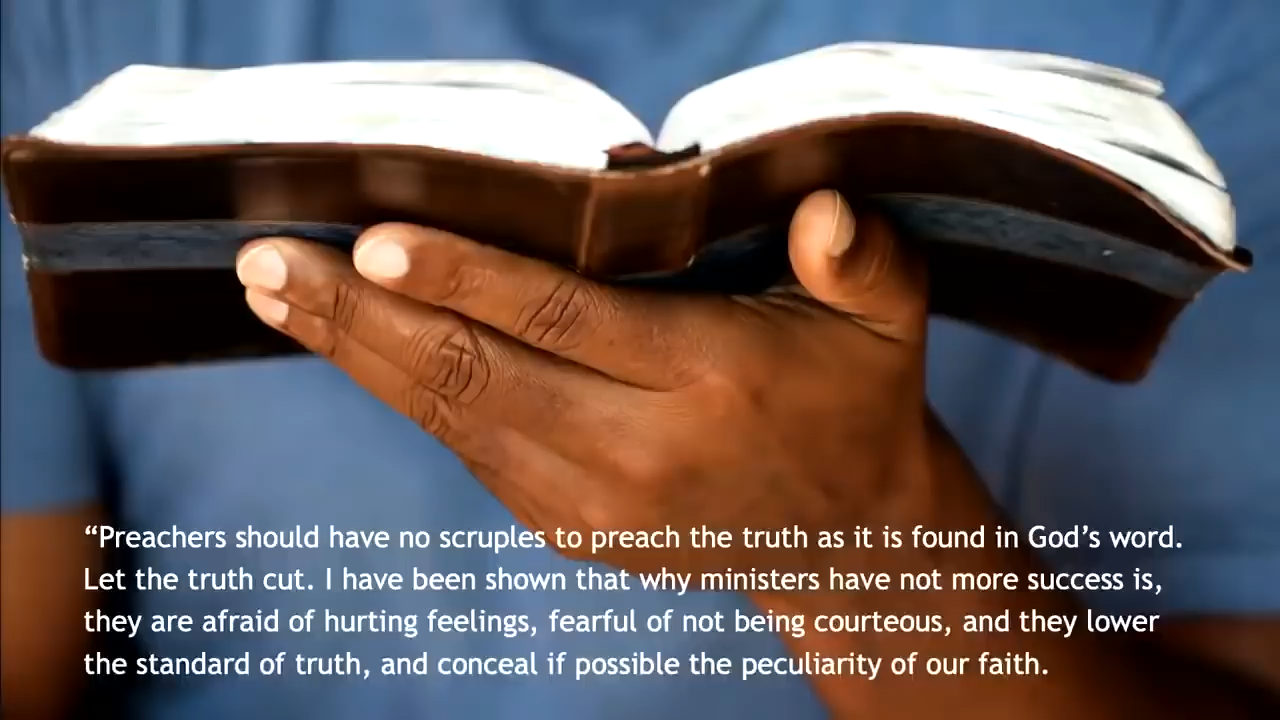 “Preachers should have no scruples to preach the truth as it is found in God’s word.
Let the truth cut. I have been shown that why ministers have not more success is,
they are afraid of hurting feelings, fearful of not being courteous, and they lower
the standard of truth, and conceal if possible the peculiarity of our faith.